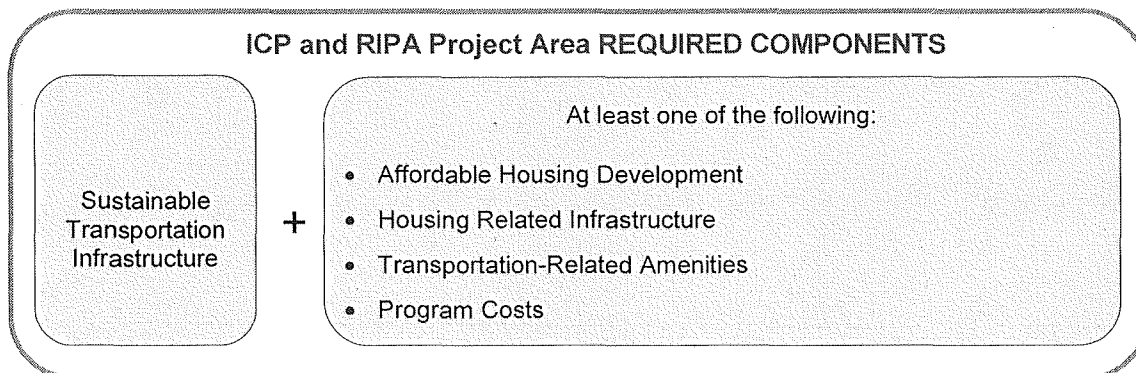 ICP and RIPA Project Area REQUIRED COMPONENTS
Sustainable
Transportation
Infrastructure
+
At least one of the following:
• Affordable Housing Development
• Housing Related Infrastructure
• Transportation-Related Amenities
• Program Costs